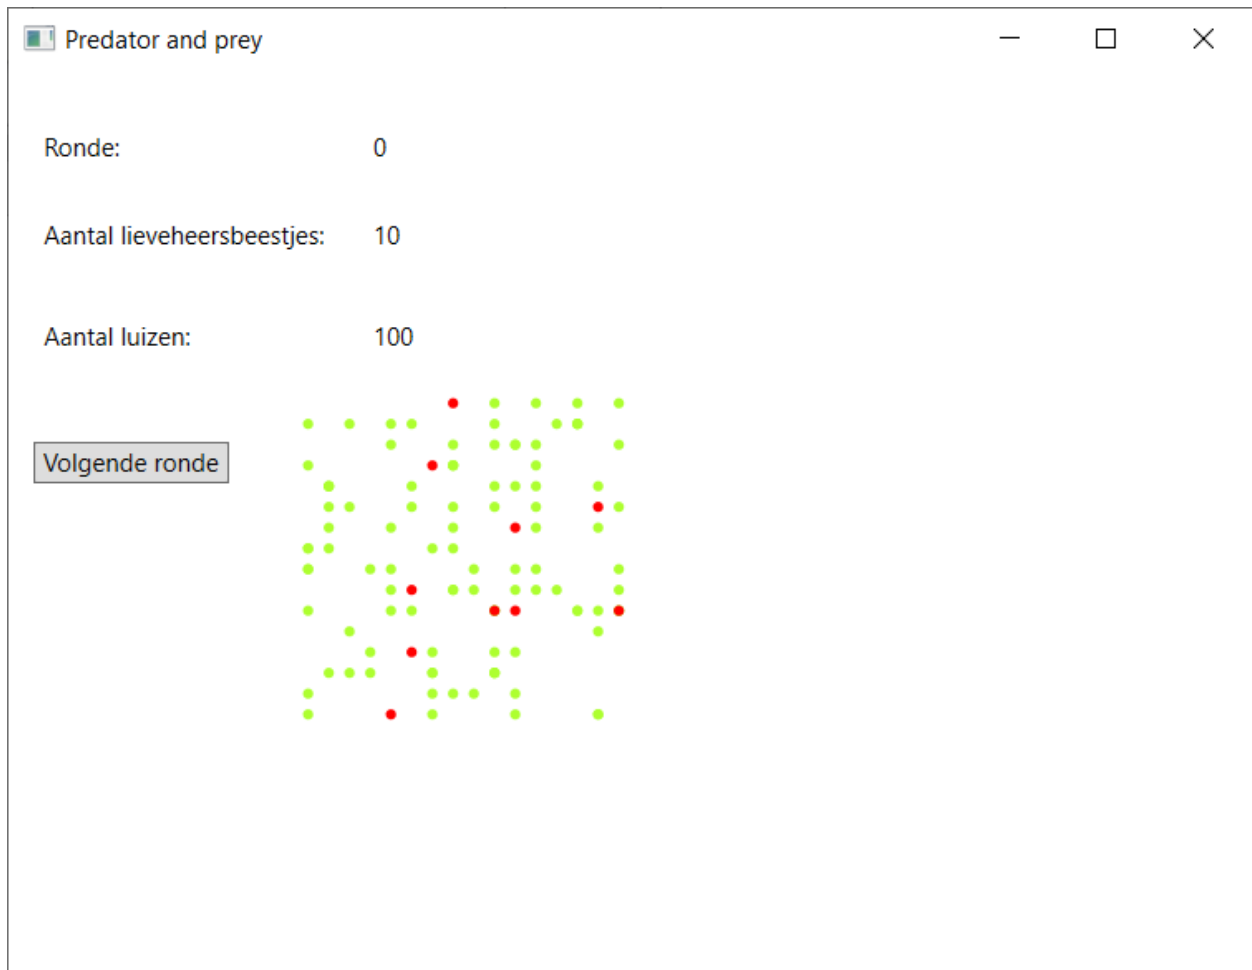 Predator and prey
Ronde: 0
Aantal lieveheersbeestjes: 10
Aantal luizen: 100
Volgende ronde